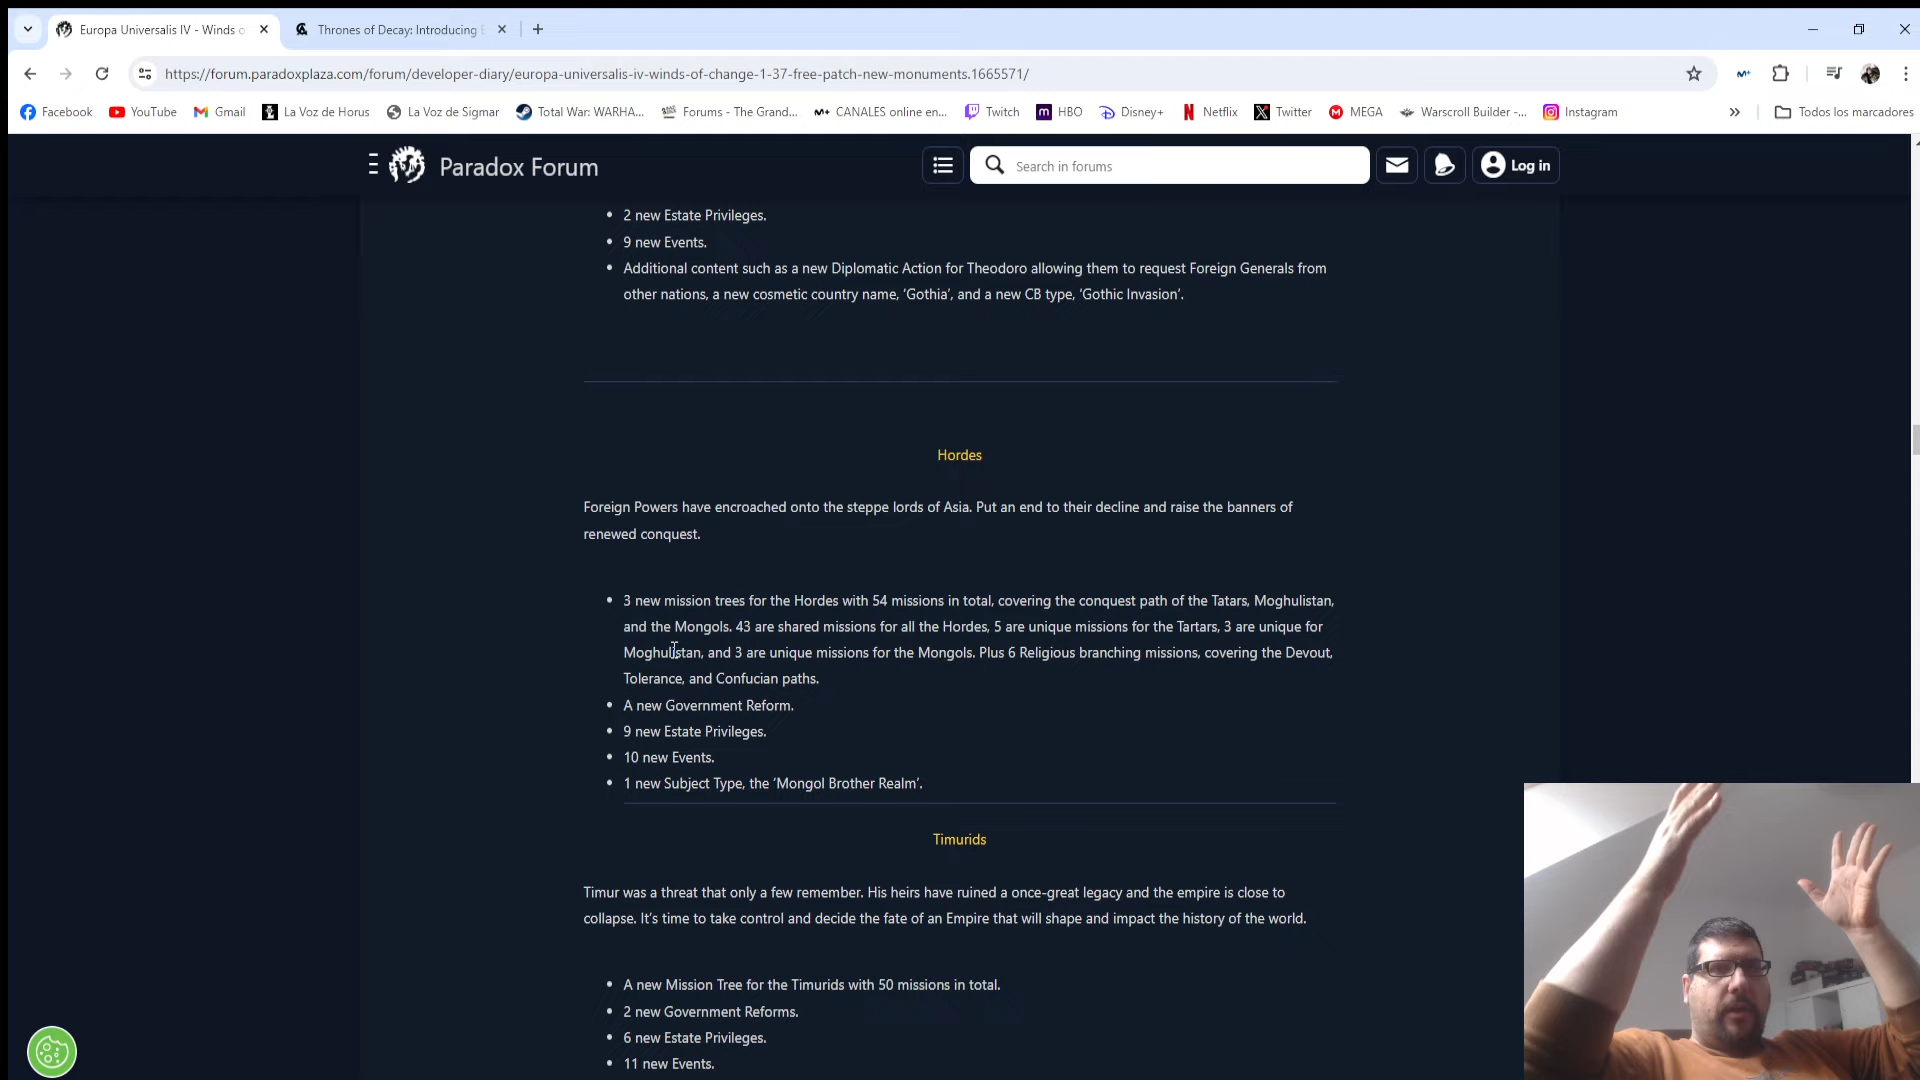 Europa Universalis IV - Winds o
Thrones of Decay: Introducing E
https://forum.paradoxplaza.com/forum/developer-diary/europa-universalis-iv-winds-of-change-1-37-free-patch-new-monuments.1665571/
Facebook
YouTube
Gmail
La Voz de Horus
La Voz de Sigmar
Total War: WARHA...
Forums - The Grand...
CANALES online en...
Twitch
HBO
Disney+
Netflix
Twitter
MEGA
Warscroll Builder -...
Instagram
Todos los marcadores
Paradox Forum
Search in forums
Log in
2 new Estate Privileges.
9 new Events.
Additional content such as a new Diplomatic Action for Theodoro allowing them to request Foreign Generals from
other nations, a new cosmetic country name, ‘Gothia’, and a new CB type, ‘Gothic Invasion’.
Hordes
Foreign Powers have encroached onto the steppe lords of Asia. Put an end to their decline and raise the banners of
renewed conquest.
3 new mission trees for the Hordes with 54 missions in total, covering the conquest path of the Tatars, Moghulistan,
and the Mongols. 43 are shared missions for all the Hordes, 5 are unique missions for the Tartars, 3 are unique for
Moghulistan, and 3 are unique missions for the Mongols. Plus 6 Religious branching missions, covering the Devout,
Tolerance, and Confucian paths.
A new Government Reform.
9 new Estate Privileges.
10 new Events.
1 new Subject Type, the ‘Mongol Brother Realm’.
Timurids
Timur was a threat that only a few remember. His heirs have ruined a once-great legacy and the empire is close to
collapse. It’s time to take control and decide the fate of an Empire that will shape and impact the history of the world.
A new Mission Tree for the Timurids with 50 missions in total.
2 new Government Reforms.
6 new Estate Privileges.
11 new Events.